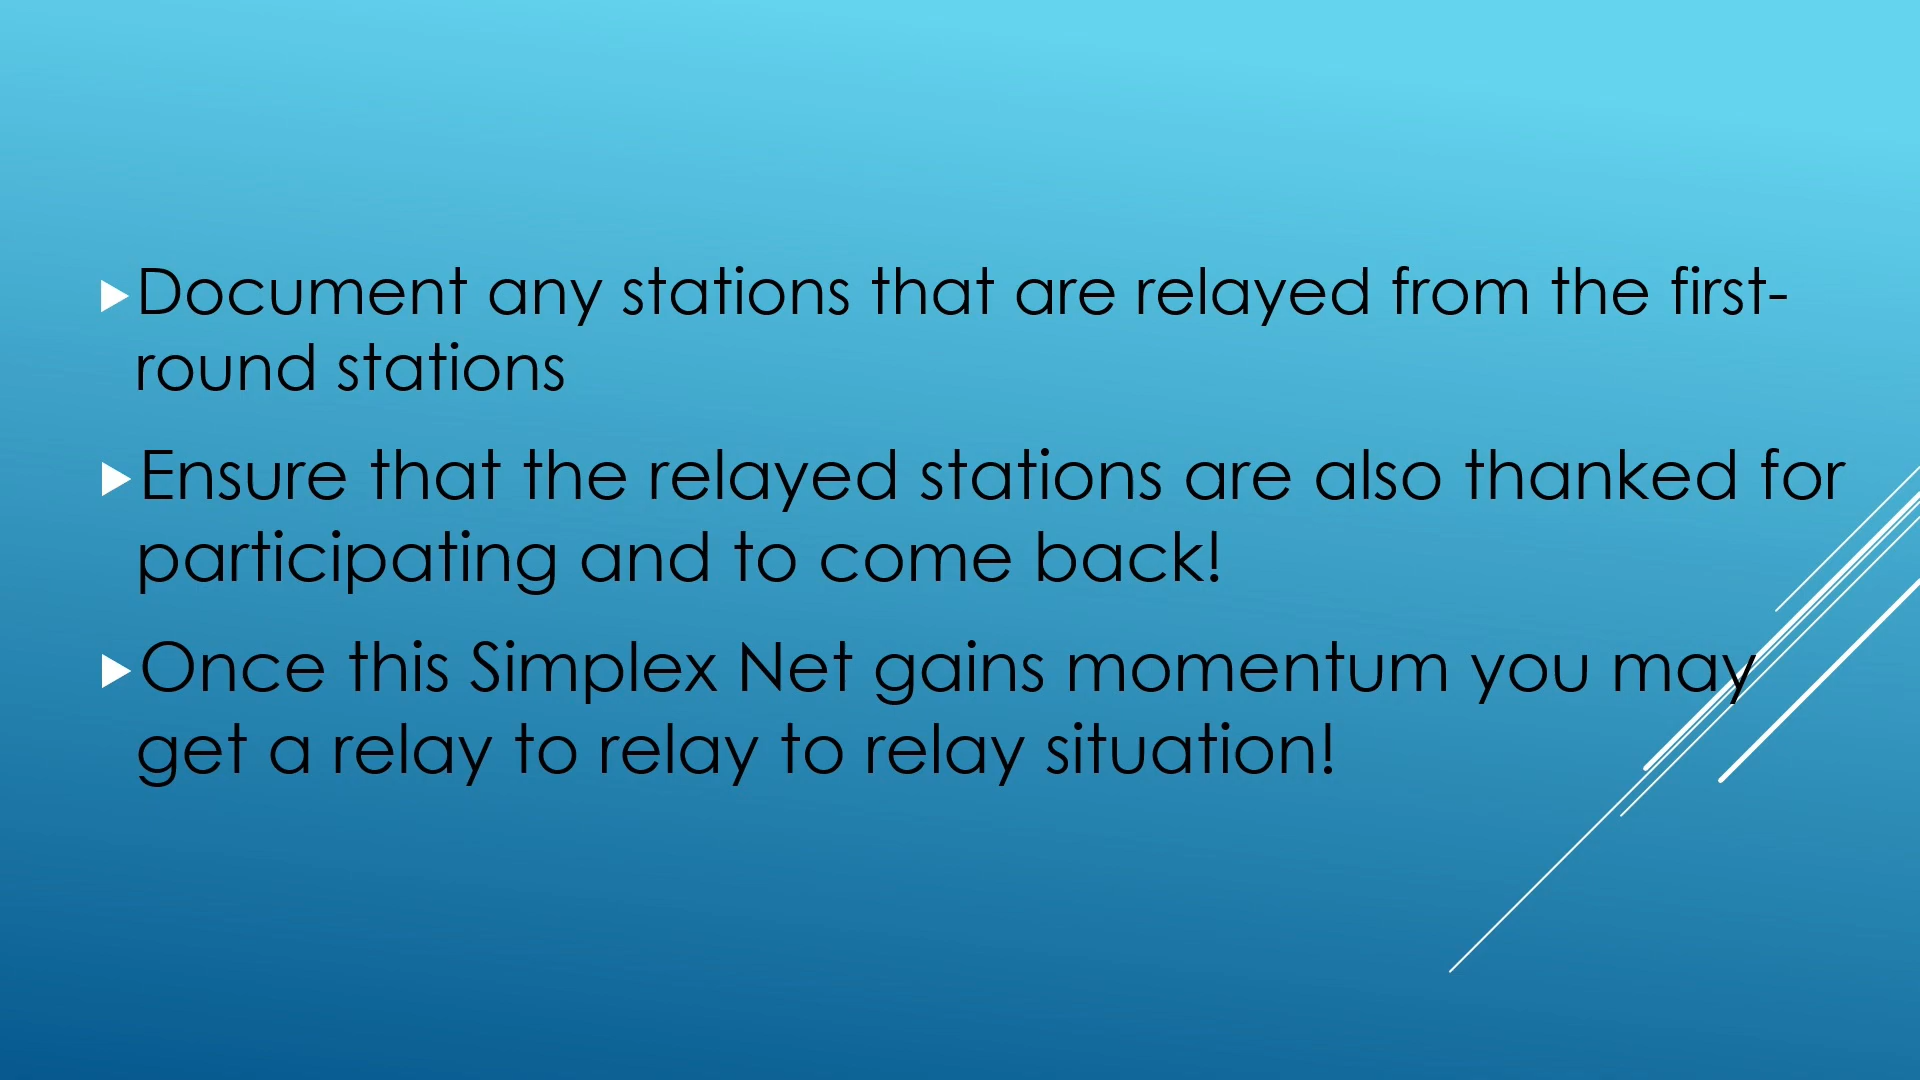 Document any stations that are relayed from the first-
round stations
Ensure that the relayed stations are also thanked for
participating and to come back!
Once this Simplex Net gains momentum you may
get a relay to relay to relay situation!